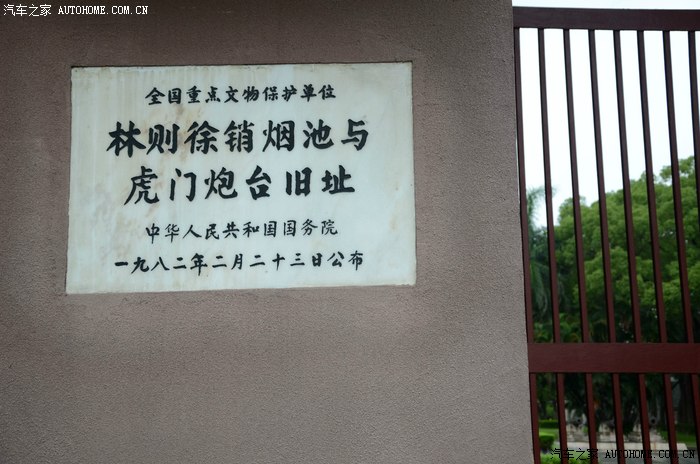 汽车之家 AUTOHOME.COM.CN
全国重点文物保护单位
林则徐销烟池与
虎门炮台旧址
中华人民共和国国务院
一九八二年二月二十三日公布
汽车之家 AUTOHOME.COM.CN